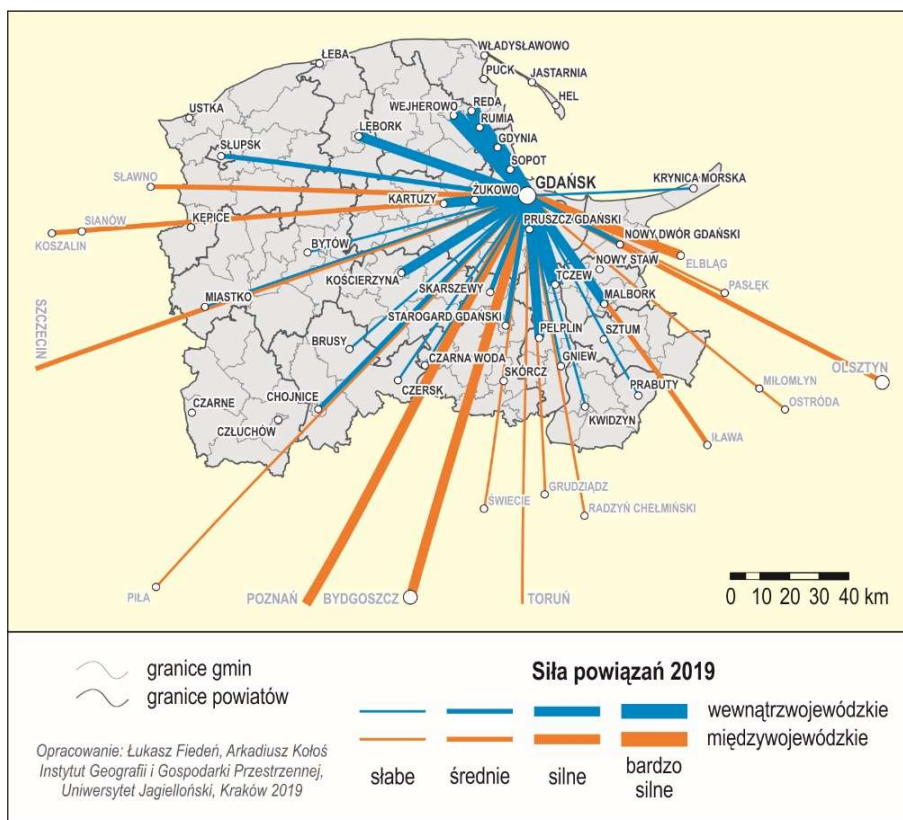 WŁADYSŁAWOWO
ŁEBA
PUCK
JASTARNIA
HEL
REDA
WEJHEROWO
RUMIA
USTKA
LĘBORK
GDYNIA
SŁUPSK
SOPOT
SŁAWNO
ŻUKOWO
GDAŃSK
KRYNICA MORSKA
KARTUZY
SIANÓW
KĘPICE
PRUSZCZ GDAŃSKI
KOSZALIN
NOWY DWÓR GDAŃSKI
BYTÓW
NOWY STAW
ELBLĄG
KOŚCIERZYNA
TCZEW
SKARSZEWY
PASŁĘK
MIASTKO
MALBORK
SZCZECIN
STAROGARD GDAŃSKI
BRUSY
PELPLIN
SZTUM
CZARNA WODA
GNIEW
OLSZTYN
SKÓRCZ
PRABUTY
MIŁOMŁYN
CZERSK
CZARNE
CHOJNICE
OSTRÓDA
CZŁUCHÓW
KWIDZYN
IŁAWA
GRUDZIĄDZ
ŚWIECIE
RADZYŃ CHEŁMIŃSKI
PIŁA
POZNAŃ
BYDGOSZCZ
TORUŃ
0 10 20 30 40 km
granice gmin
granice powiatów
Siła powiązań 2019
wewnątrzwojewódzkie
międzywojewódzkie
słabe
średnie
silne
bardzo
silne
Opracowanie: Łukasz Fiedeń, Arkadiusz Kołoś
Instytut Geografii i Gospodarki Przestrzennej,
Uniwersytet Jagielloński, Kraków 2019